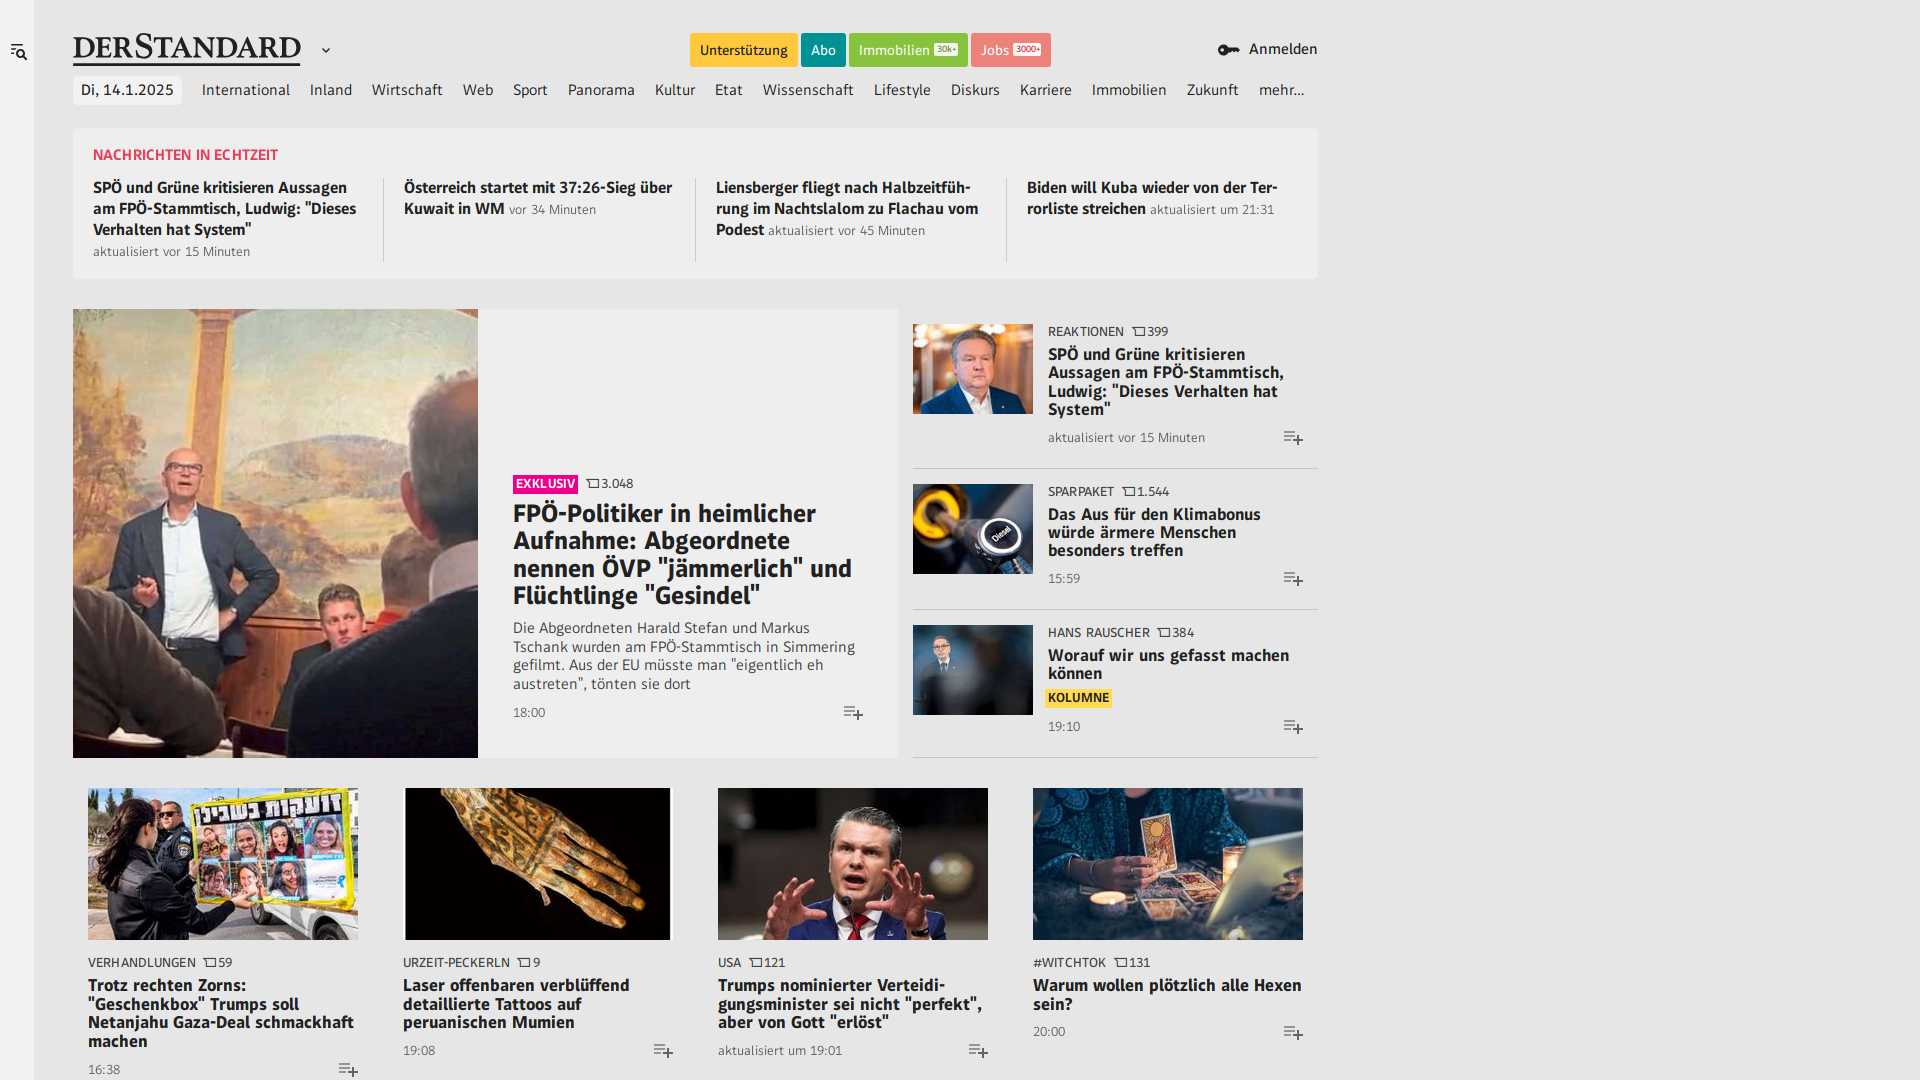 DERSTANDARD
Unterstützung
Abo
Immobilien 30k+
Jobs 3000+
Anmelden
Di, 14.1.2025
International
Inland
Wirtschaft
Web
Sport
Panorama
Kultur
Etat
Wissenschaft
Lifestyle
Diskurs
Karriere
Immobilien
Zukunft
mehr…
NACHRICHTEN IN ECHTZEIT
SPÖ und Grüne kritisieren Aussagen
am FPÖ-Stammtisch, Ludwig: "Dieses
Verhalten hat System"
aktualisiert vor 15 Minuten
Österreich startet mit 37:26-Sieg über
Kuwait in WM vor 34 Minuten
Liensberger fliegt nach Halbzeitfüh-
rung im Nachtslalom zu Flachau vom
Podest aktualisiert vor 45 Minuten
Biden will Kuba wieder von der Ter-
rorliste streichen aktualisiert um 21:31
EXKLUSIV 3.048
FPÖ-Politiker in heimlicher
Aufnahme: Abgeordnete
nennen ÖVP "jämmerlich" und
Flüchtlinge "Gesindel"
Die Abgeordneten Harald Stefan und Markus
Tschank wurden am FPÖ-Stammtisch in Simmering
gefilmt. Aus der EU müsste man "eigentlich eh
austreten", tönten sie dort
18:00
REAKTIONEN 399
SPÖ und Grüne kritisieren
Aussagen am FPÖ-Stammtisch,
Ludwig: "Dieses Verhalten hat
System"
aktualisiert vor 15 Minuten
Diesel
SPARPAKET 1.544
Das Aus für den Klimabonus
würde ärmere Menschen
besonders treffen
15:59
HANS RAUSCHER 384
Worauf wir uns gefasst machen
können
KOLUMNE
19:10
VERHANDLUNGEN 59
Trotz rechten Zorns:
"Geschenkbox" Trumps soll
Netanjahu Gaza-Deal schmackhaft
machen
16:38
URZEIT-PECKERLN 9
Laser offenbaren verblüffend
detaillierte Tattoos auf
peruanischen Mumien
19:08
USA 121
Trumps nominierter Verteidi-
gungsminister sei nicht "perfekt",
aber von Gott "erlöst"
aktualisiert um 19:01
#WITCHTOK 131
Warum wollen plötzlich alle Hexen
sein?
20:00